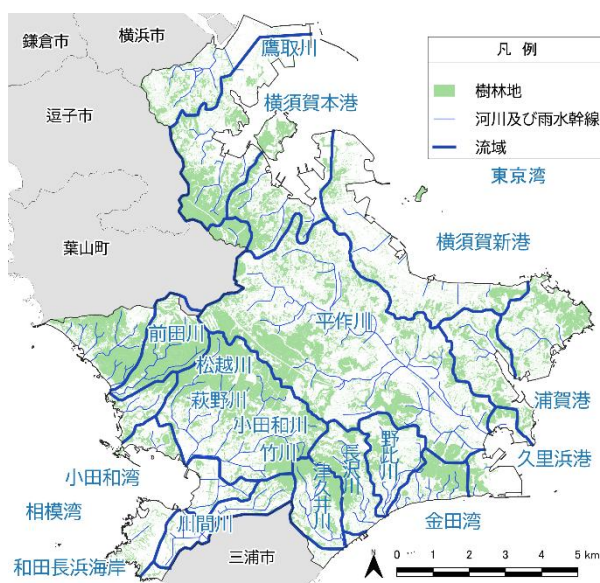 鎌倉市
横浜市
鷹取川
凡 例
樹林地
河川及び雨水幹線
流域
逗子市
横須賀本港
東京湾
葉山町
横須賀新港
前田川
平作川
松越川
萩野川
小田和川
竹川
野比川
長沢川
津久井川
浦賀港
久里浜港
小田和湾
相模湾
川間川
金田湾
和田長浜海岸
三浦市
N
0 1 2 3 4 5 km